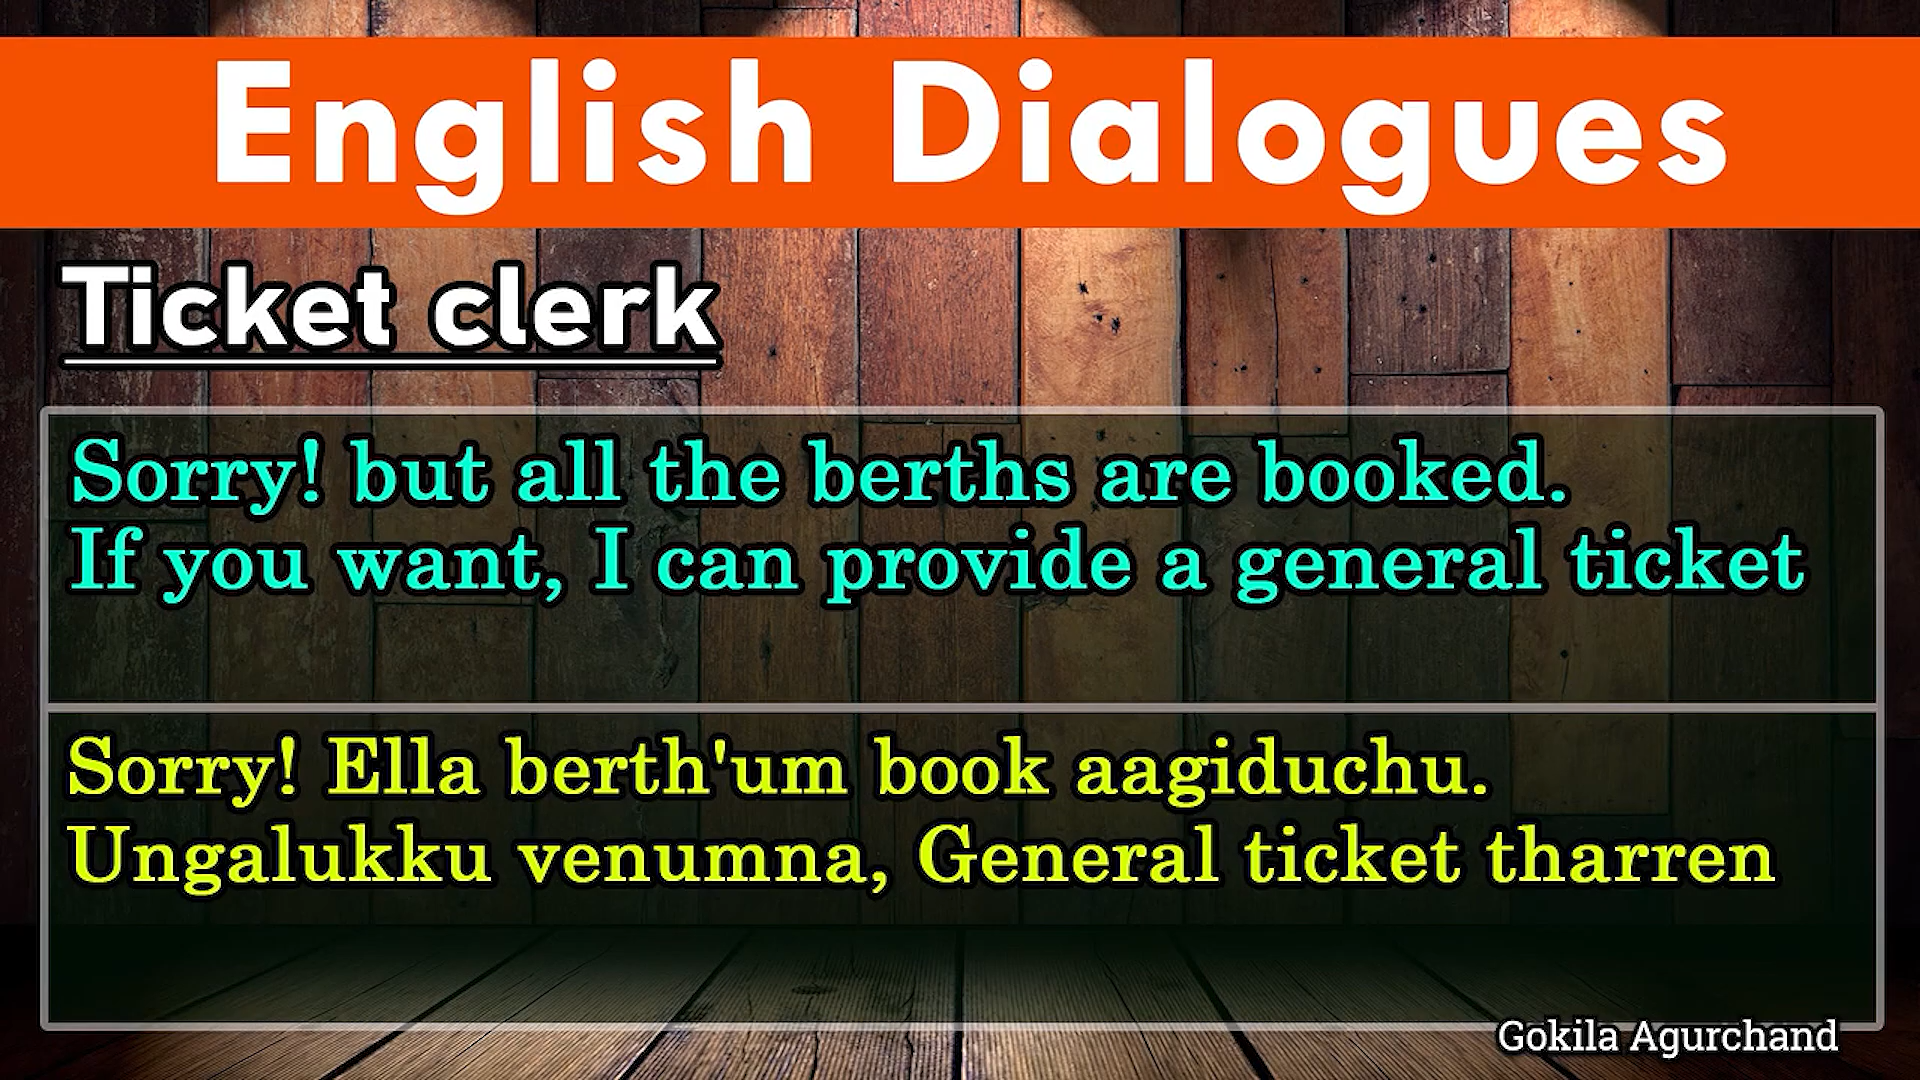 English Dialogues
Ticket clerk
Sorry! but all the berths are booked.
If you want, I can provide a general ticket
Sorry! Ella berth'um book aagiduchu.
Ungalukku venumna, General ticket tharren
Gokila Agurchand